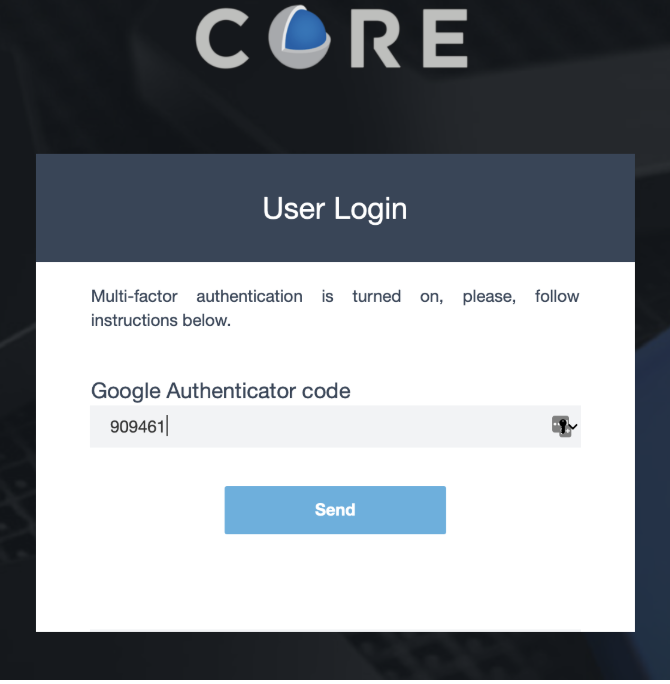 CORE
User Login
Multi-factor authentication is turned on, please, follow
instructions below.
Google Authenticator code
909461
Send